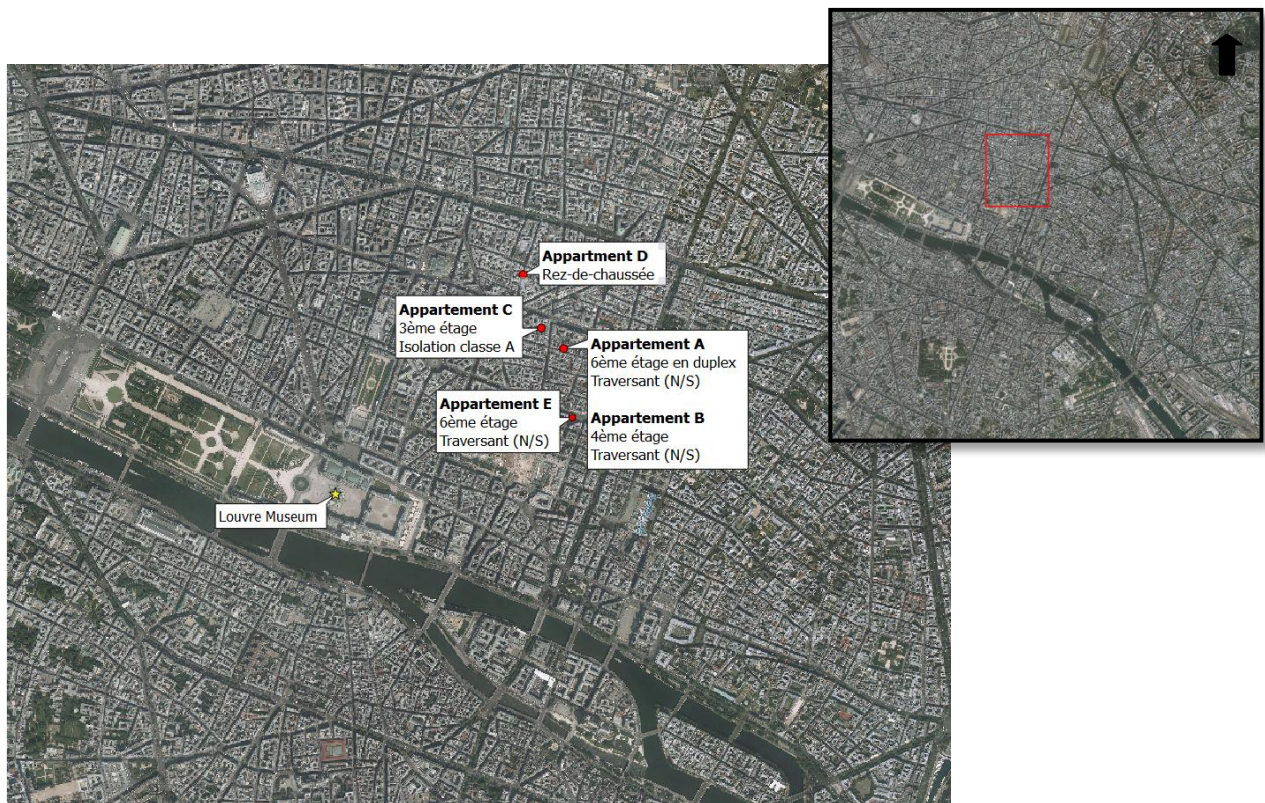 Appartment D
Rez-de-chaussée
Appartement C
3ème étage
Isolation classe A
Appartement A
6ème étage en duplex
Traversant (N/S)
Appartement B
4ème étage
Traversant (N/S)
Appartement E
6ème étage
Traversant (N/S)
Louvre Museum